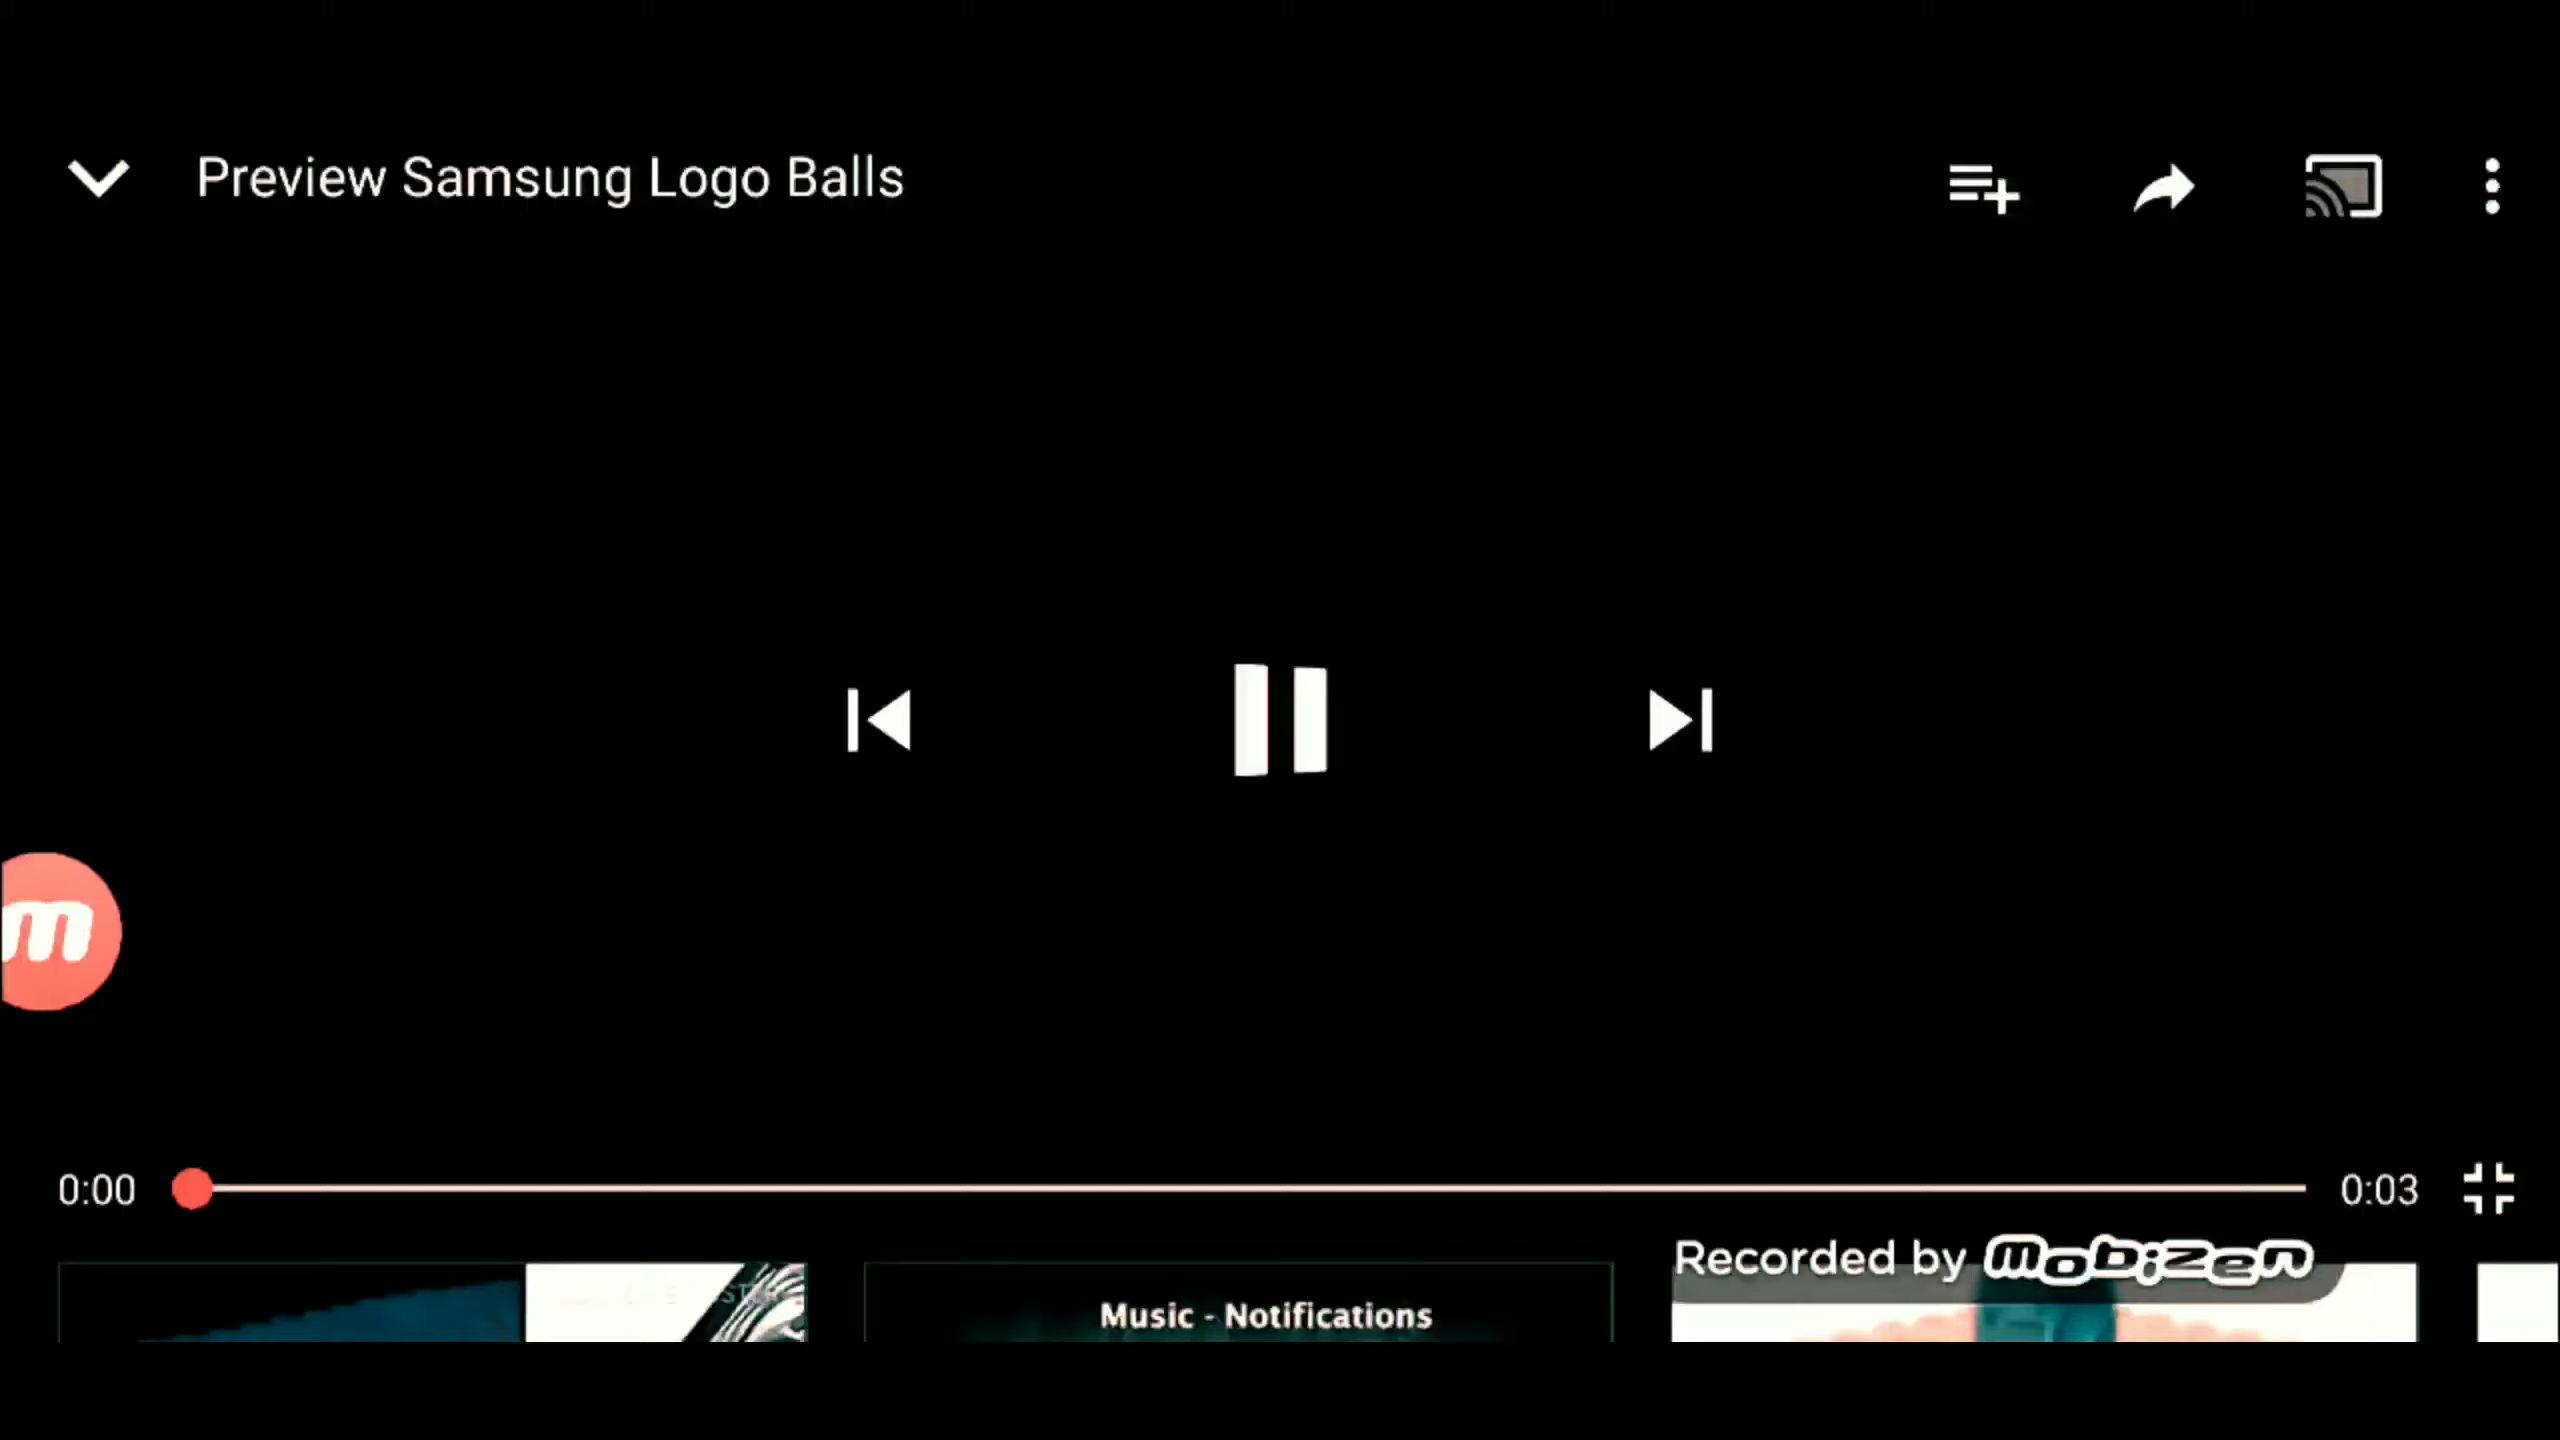 Preview Samsung Logo Balls
m
0:00
0:03
Recorded by mobizen
Music - Notifications